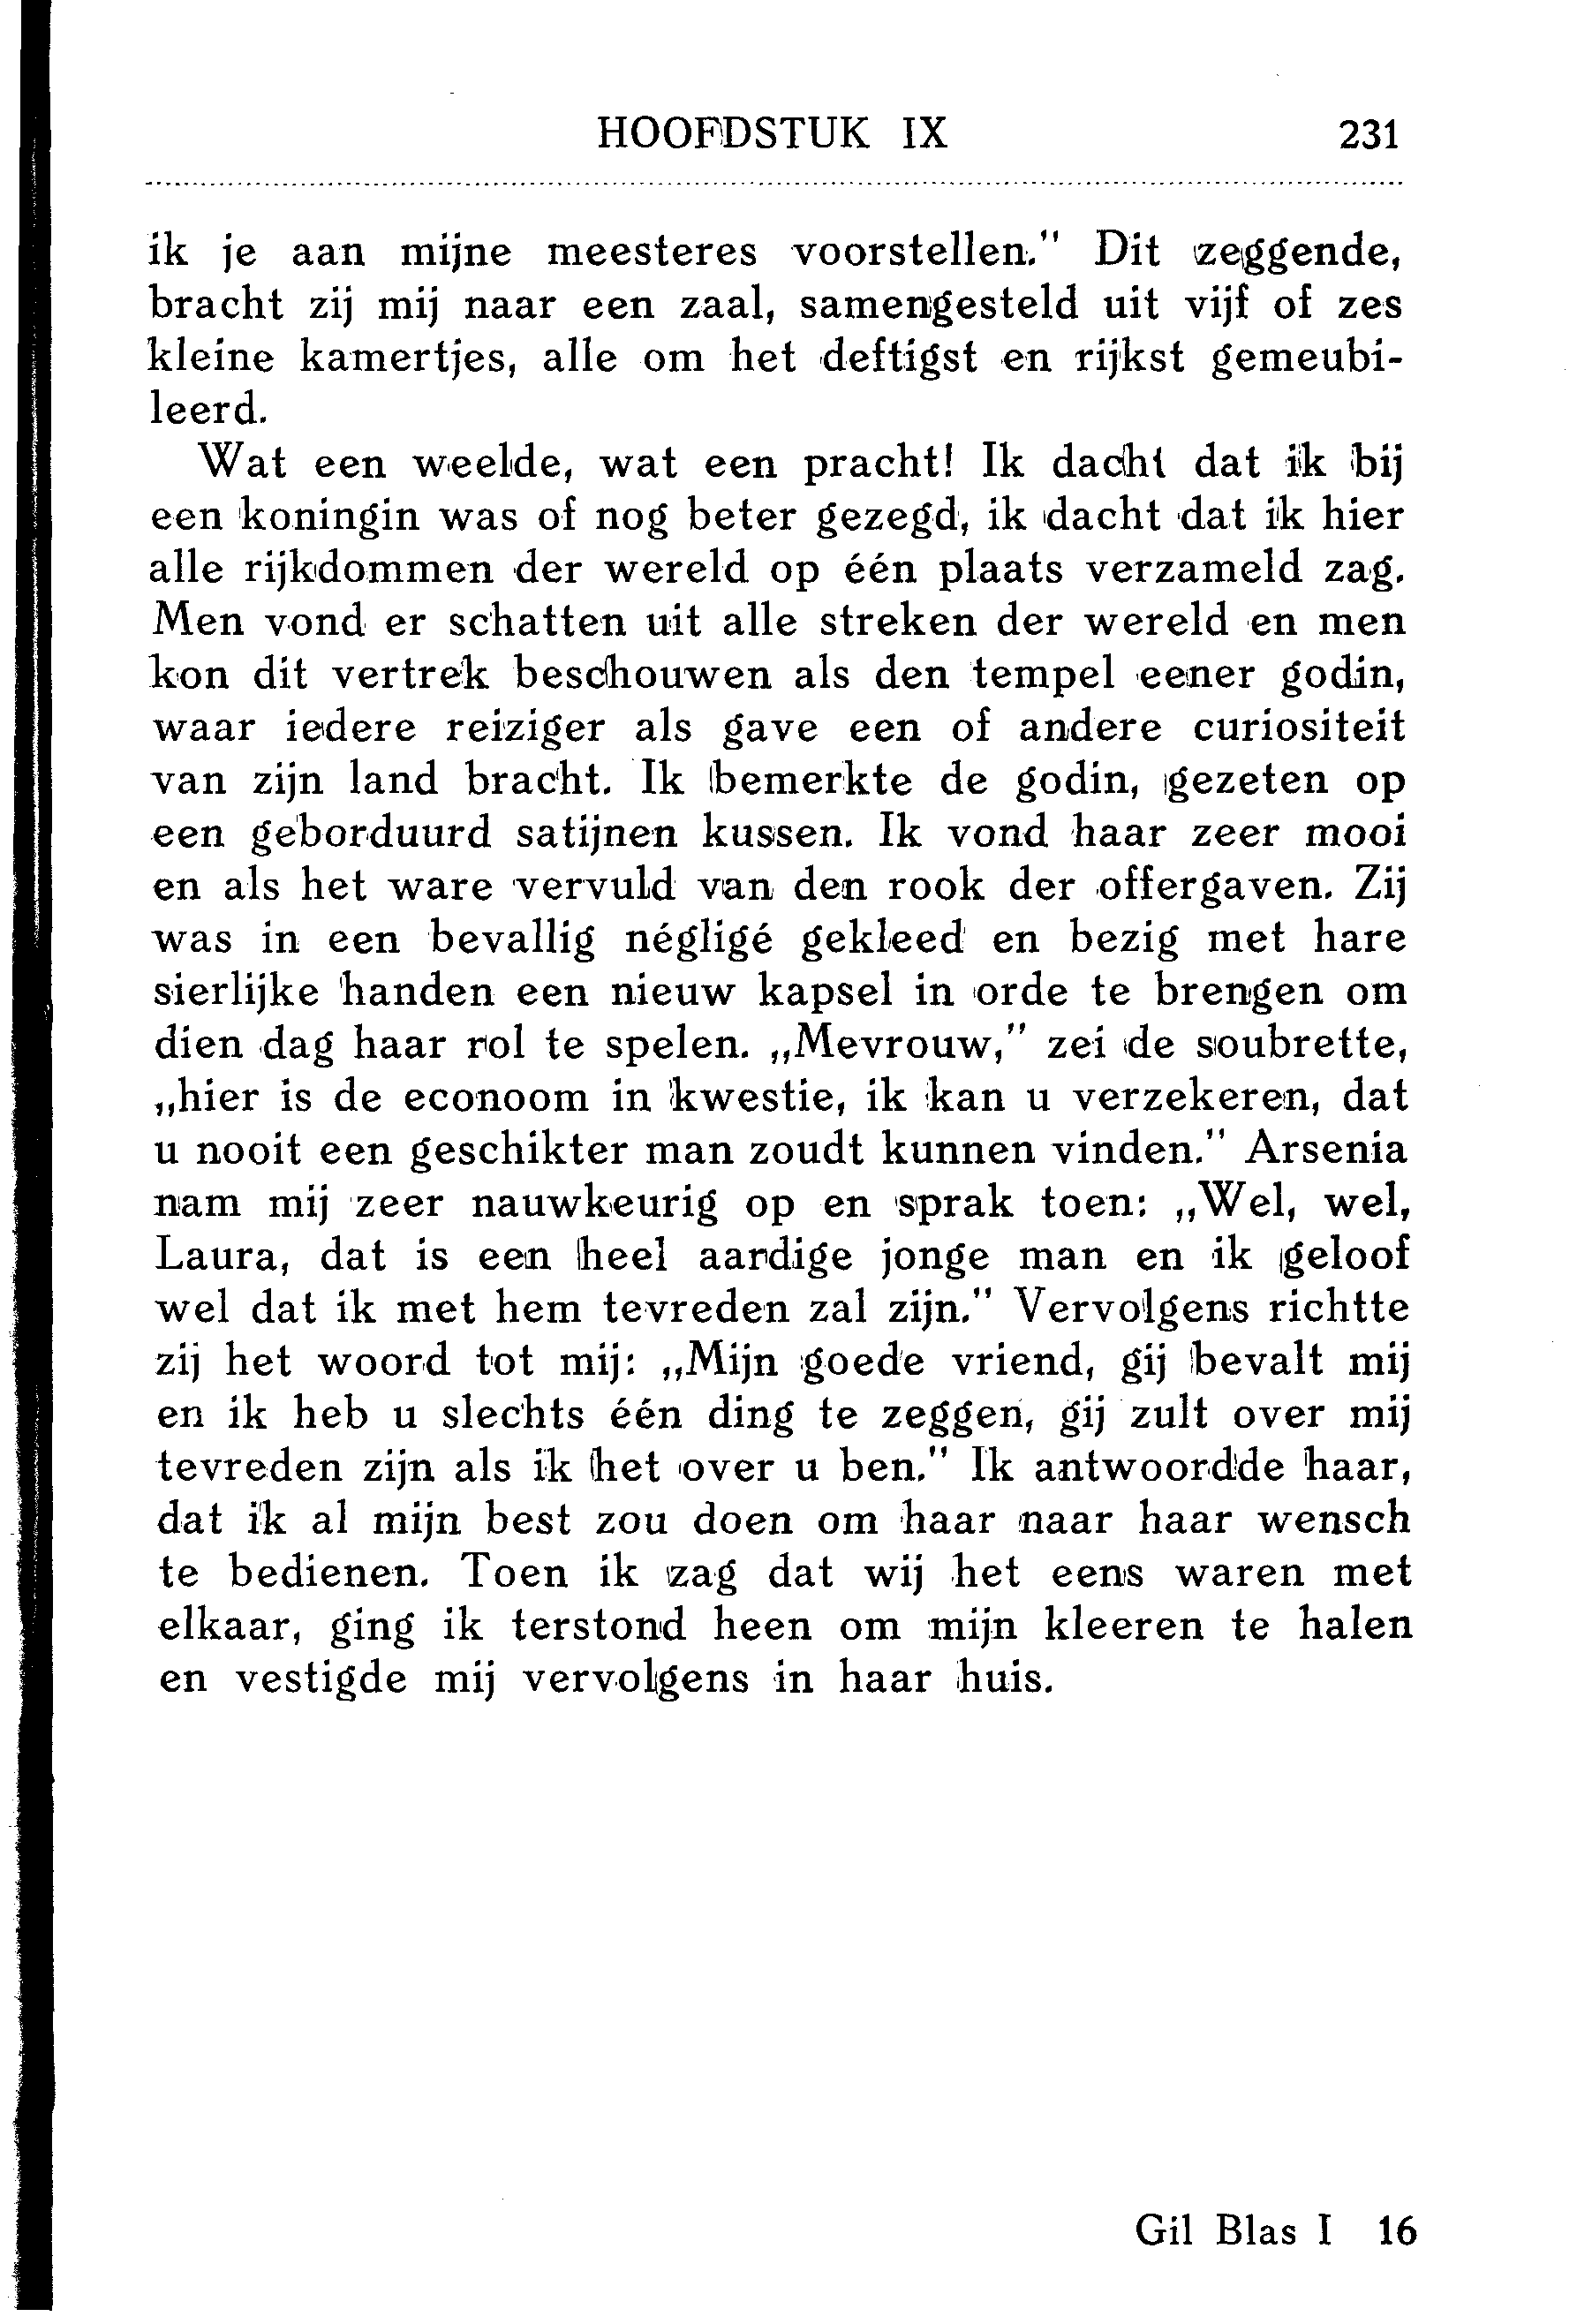 HOOFDSTUK IX 231
ik je aan mijne meesteres voorstellen." Dit zeggende,
bracht zij mij naar een zaal, samengesteld uit vijf of zes
kleine kamertjes, alle om het deftigst en rijkst gemeubi-
leerd.
Wat een weelde, wat een pracht! Ik dacht dat ik bij
een koningin was of nog beter gezegd, ik dacht dat ik hier
alle rijkdommen der wereld op één plaats verzameld zag.
Men vond er schatten uit alle streken der wereld en men
kon dit vertrek beschouwen als den tempel eener godin,
waar iedere reiziger als gave een of andere curiositeit
van zijn land bracht. Ik bemerkte de godin, gezeten op
een geborduurd satijnen kussen. Ik vond haar zeer mooi
en als het ware vervuld van den rook der offergaven. Zij
was in een bevallig négligé gekleed en bezig met hare
sierlijke handen een nieuw kapsel in orde te brengen om
dien dag haar rol te spelen. „Mevrouw," zei de soubrette,
„hier is de econoom in kwestie, ik kan u verzekeren, dat
u nooit een geschikter man zoudt kunnen vinden." Arsenia
nam mij zeer nauwkeurig op en sprak toen: „Wel, wel,
Laura, dat is een heel aardige jonge man en ik geloof
wel dat ik met hem tevreden zal zijn." Vervolgens richtte
zij het woord tot mij: „Mijn goede vriend, gij bevalt mij
en ik heb u slechts één ding te zeggen, gij zult over mij
tevreden zijn als ik het over u ben." Ik antwoordde haar,
dat ik al mijn best zou doen om haar naar haar wensch
te bedienen. Toen ik zag dat wij het eens waren met
elkaar, ging ik terstond heen om mijn kleeren te halen
en vestigde mij vervolgens in haar huis.
Gil Blas I 16